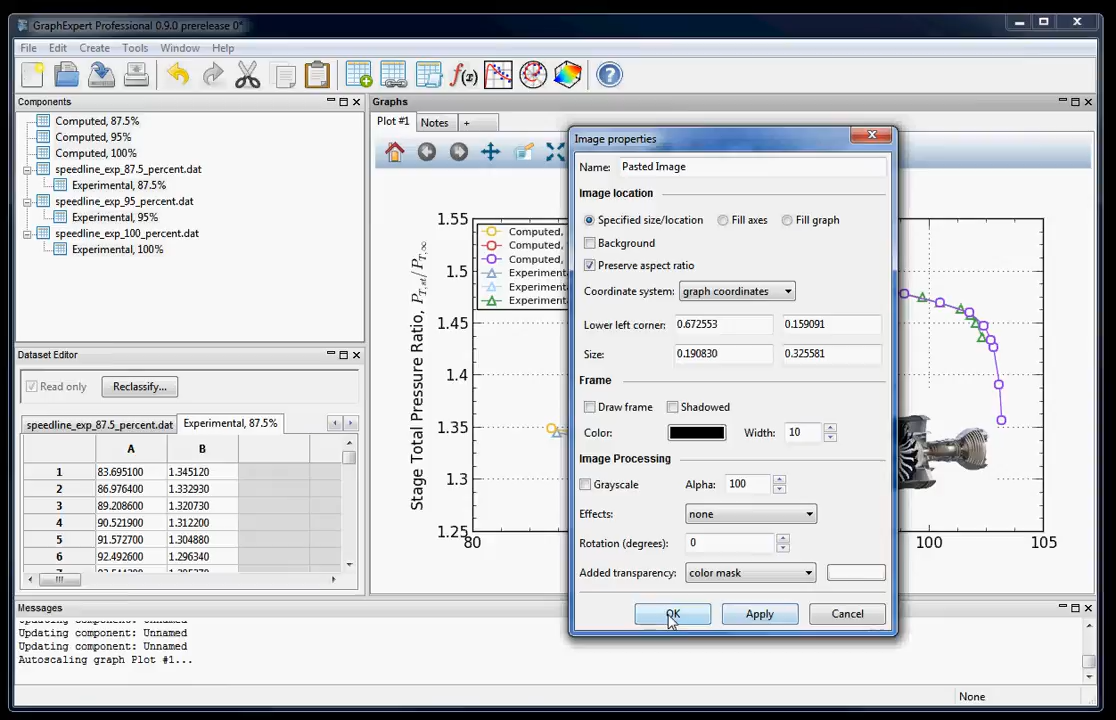 GraphExpert Professional 0.9.0 prerelease 0*
File Edit Create Tools Window Help
Components
Computed, 87.5%
Computed, 95%
Computed, 100%
speedline_exp_87.5_percent.dat
Experimental, 87.5%
speedline_exp_95_percent.dat
Experimental, 95%
speedline_exp_100_percent.dat
Experimental, 100%
Dataset Editor
Read only
Reclassify...
speedline_exp_87.5_percent.dat
Experimental, 87.5%
A B
1 83.695100 1.345120
2 86.976400 1.332930
3 89.208600 1.320730
4 90.521900 1.312200
5 91.572700 1.304880
6 92.492600 1.296340
Graphs
Plot #1 Notes +
1.55
1.5
1.45
1.4
1.35
1.3
1.25
80
100
105
Stage Total Pressure Ratio, P_{T,st}/P_{T,∞}
Computed,
Computed,
Computed,
Experimenta
Experimenta
Experimenta
Image properties
Name: Pasted Image
Image location
Specified size/location Fill axes Fill graph
Background
Preserve aspect ratio
Coordinate system: graph coordinates
Lower left corner: 0.672553 0.159091
Size: 0.190830 0.325581
Frame
Draw frame Shadowed
Color: Width: 10
Image Processing
Grayscale Alpha: 100
Effects: none
Rotation (degrees): 0
Added transparency: color mask
OK Apply Cancel
Messages
Updating component: Unnamed
Updating component: Unnamed
Updating component: Unnamed
Autoscaling graph Plot #1...
None